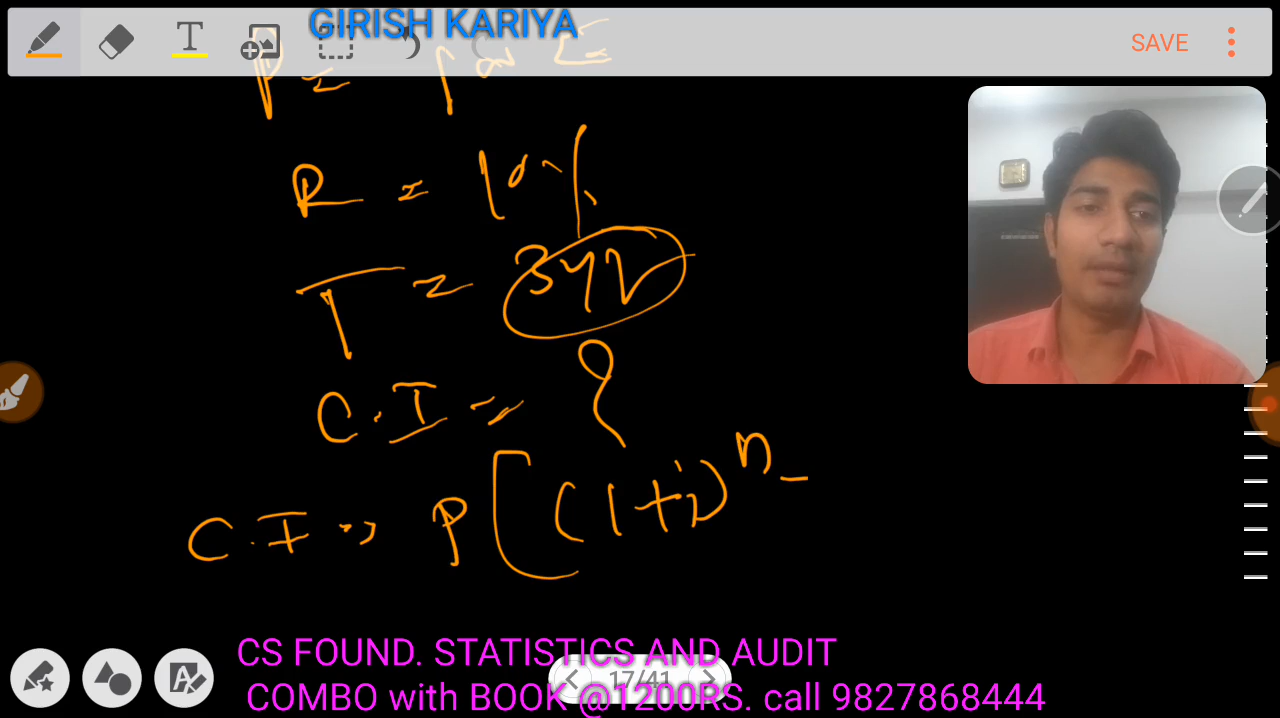 GIRISH KARIYA
T
SAVE
P =
R = 10%
T = 3yr
C.I = ?
C.I => P[(1+i)^n -
CS FOUND. STATISTICS AND AUDIT
17/41
COMBO with BOOK @1200RS. call 9827868444